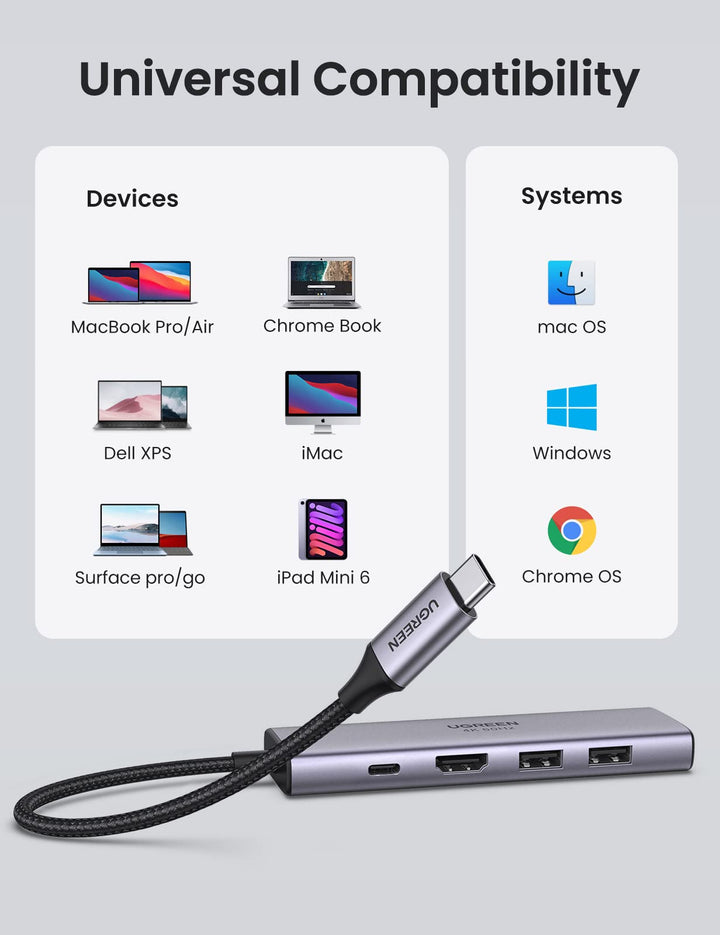 Universal Compatibility
Devices
MacBook Pro/Air
Chrome Book
Dell XPS
iMac
Surface pro/go
iPad Mini 6
Systems
mac OS
Windows
Chrome OS
UGREEN
UGREEN
4K 60Hz